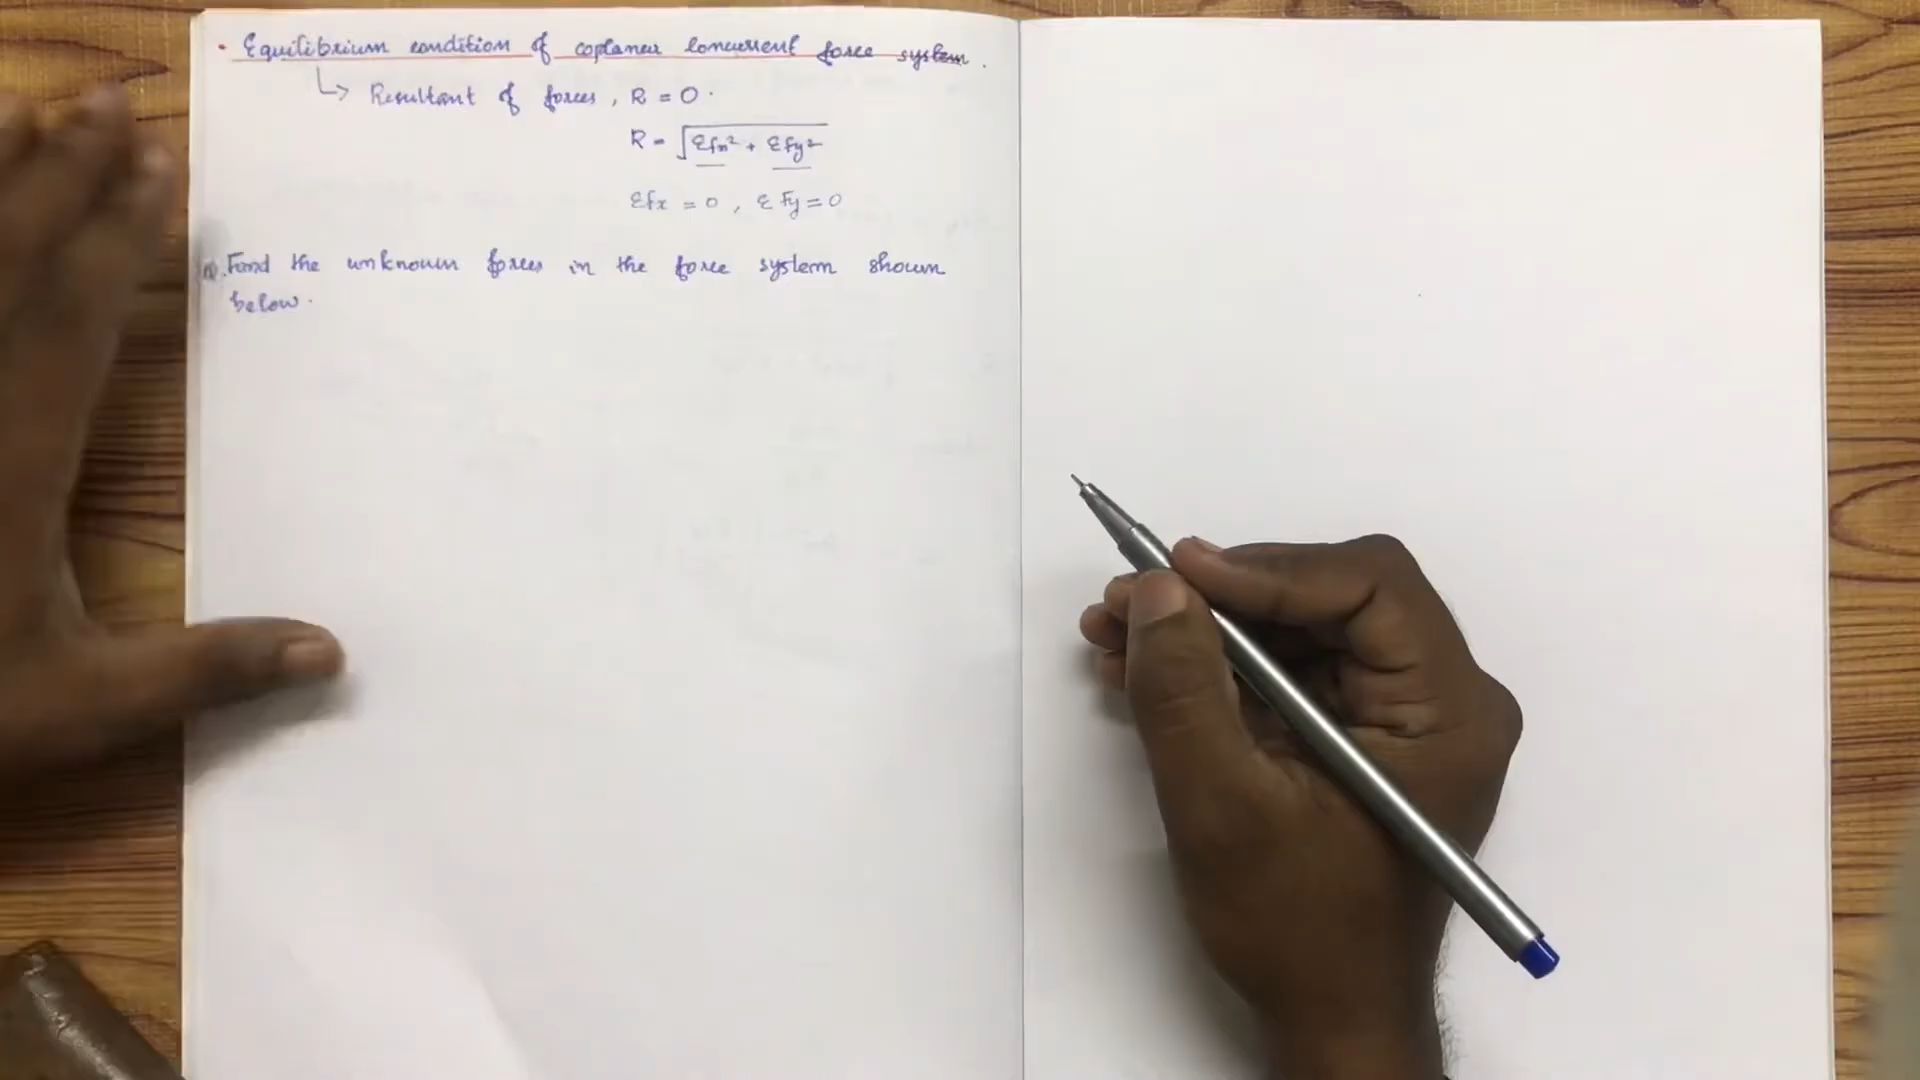 • Equilibrium condition of coplanar concurrent force system.
↳ Resultant of forces, R = 0.
R = √Σfx² + Σfy²
Σfx = 0, ΣFy = 0
Q. Find the unknown forces in the force system shown
below.